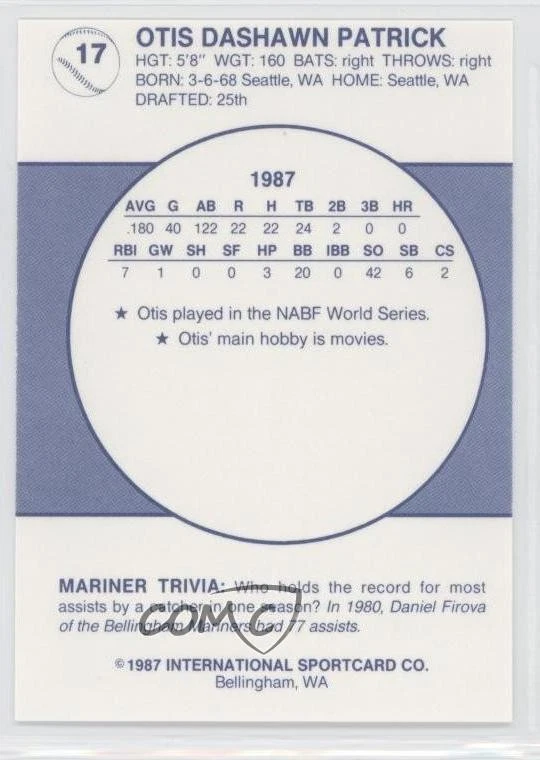 17
OTIS DASHAWN PATRICK
HGT: 5'8" WGT: 160 BATS: right THROWS: right
BORN: 3-6-68 Seattle, WA HOME: Seattle, WA
DRAFTED: 25th
1987
AVG G AB R H TB 2B 3B HR
.180 40 122 22 22 24 2 0 0
RBI GW SH SF HP BB IBB SO SB CS
7 1 0 0 3 20 0 42 6 2
★ Otis played in the NABF World Series.
★ Otis' main hobby is movies.
MARINER TRIVIA: Who holds the record for most
assists by a catcher in one season? In 1980, Daniel Firova
of the Bellingham Mariners had 77 assists.
COMC
©1987 INTERNATIONAL SPORTCARD CO.
Bellingham, WA